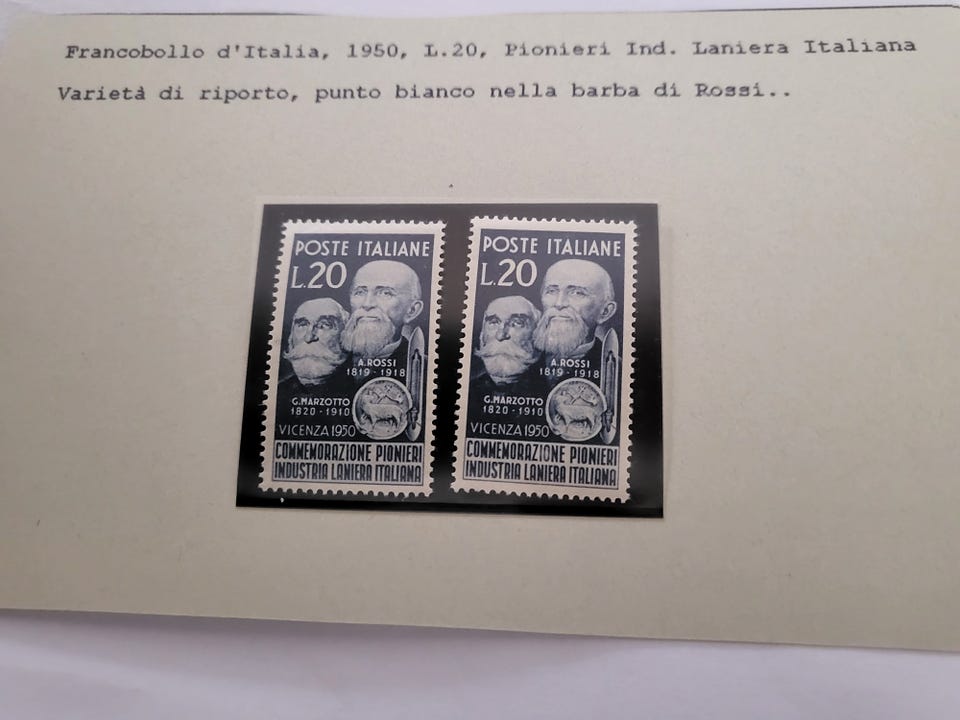 Francobollo d'Italia, 1950, L.20, Pionieri Ind. Laniera Italiana
Varietà di riporto, punto bianco nella barba di Rossi..
POSTE ITALIANE
L.20
A.ROSSI
1819-1918
G.MARZOTTO
1820-1910
VICENZA 1950
COMMEMORAZIONE PIONIERI
INDUSTRIA LANIERA ITALIANA
POSTE ITALIANE
L.20
A.ROSSI
1819-1918
G.MARZOTTO
1820-1910
VICENZA 1950
COMMEMORAZIONE PIONIERI
INDUSTRIA LANIERA ITALIANA